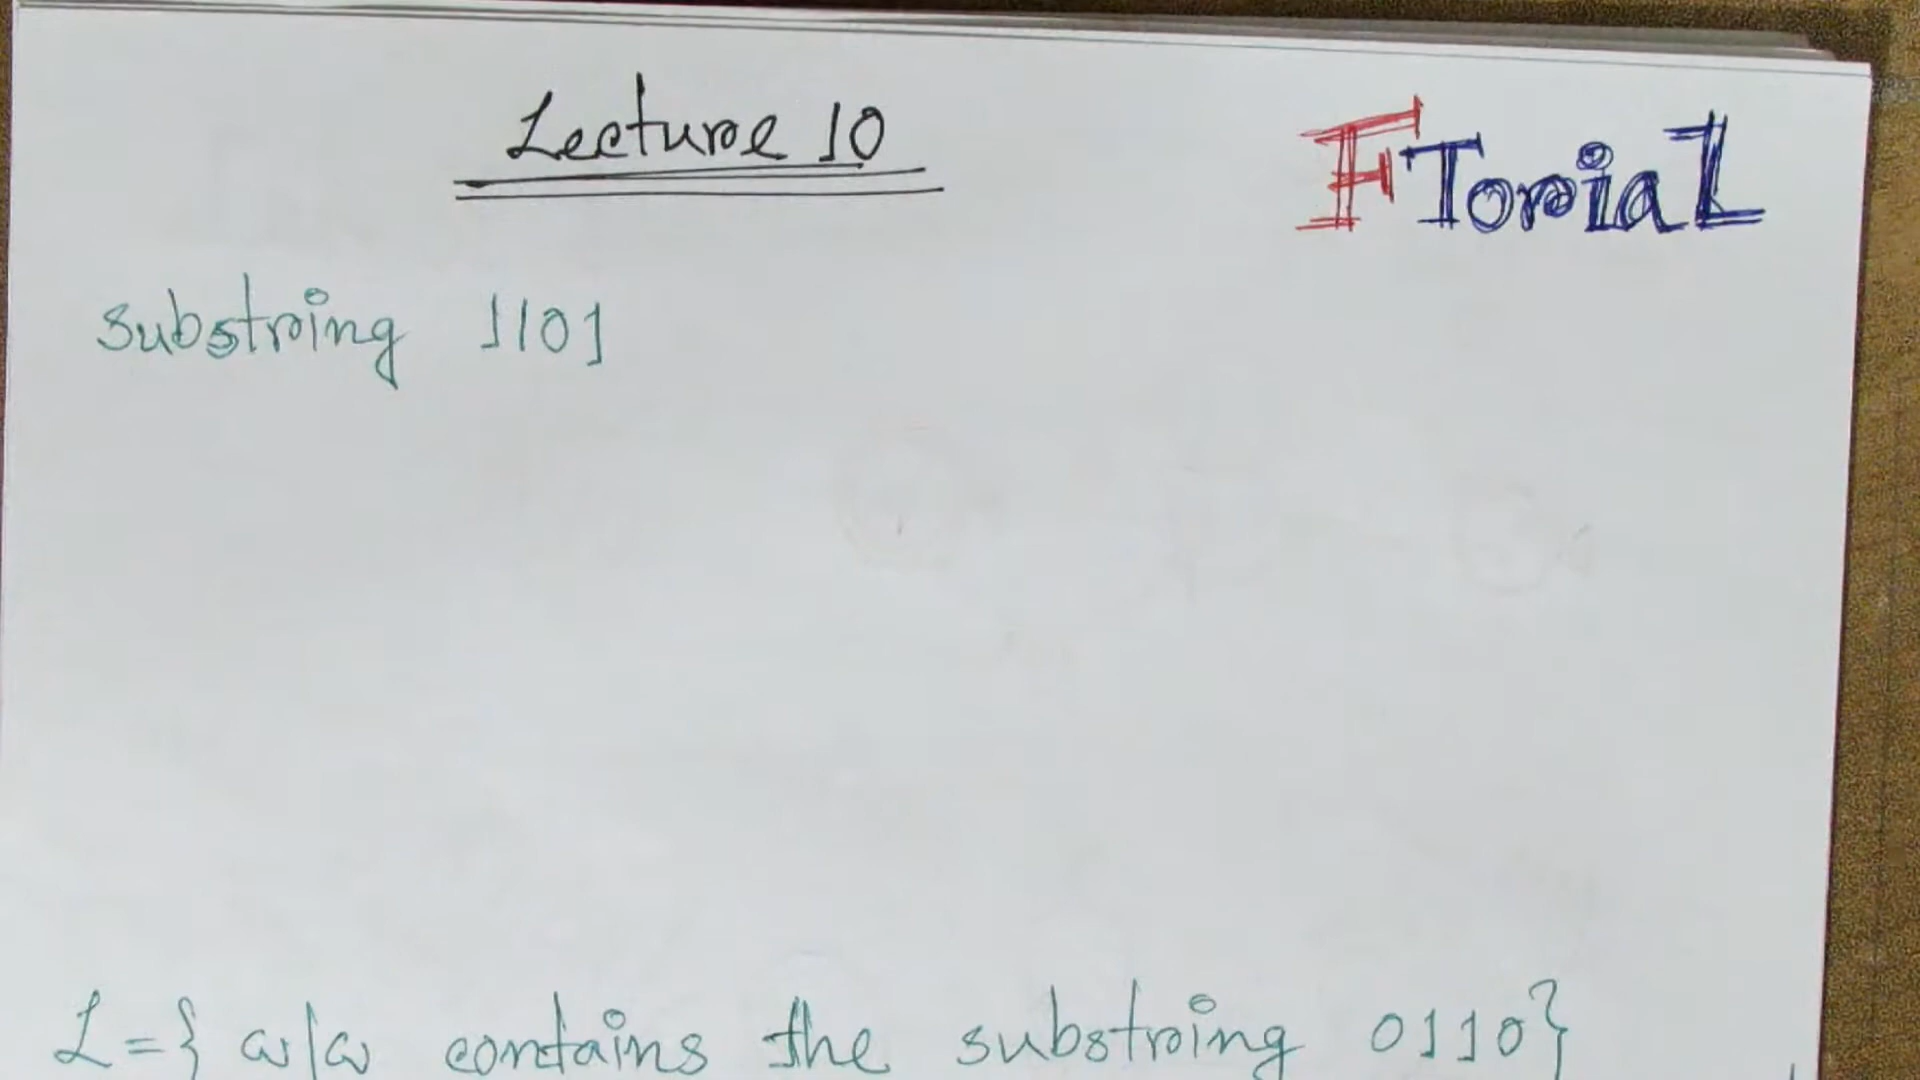 Lecture 10
FTorial
substring 1101
L = { w/w contains the substring 0110}